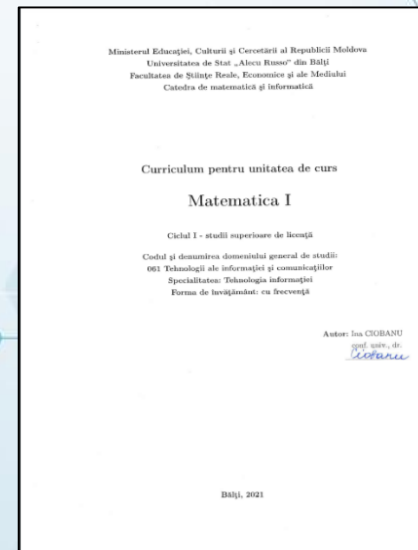 Ministerul Educației, Culturii și Cercetării al Republicii Moldova
Universitatea de Stat „Alecu Russo" din Bălți
Facultatea de Științe Reale, Economice și ale Mediului
Catedra de matematică și informatică
Curriculum pentru unitatea de curs
Matematica I
Ciclul I - studii superioare de licență
Codul și denumirea domeniului general de studii:
061 Tehnologii ale informației și comunicațiilor
Specialitatea: Tehnologia informației
Forma de învățământ: cu frecvență
Autor: Ina CIOBANU
conf. univ., dr.
Ciobanu
Bălți, 2021